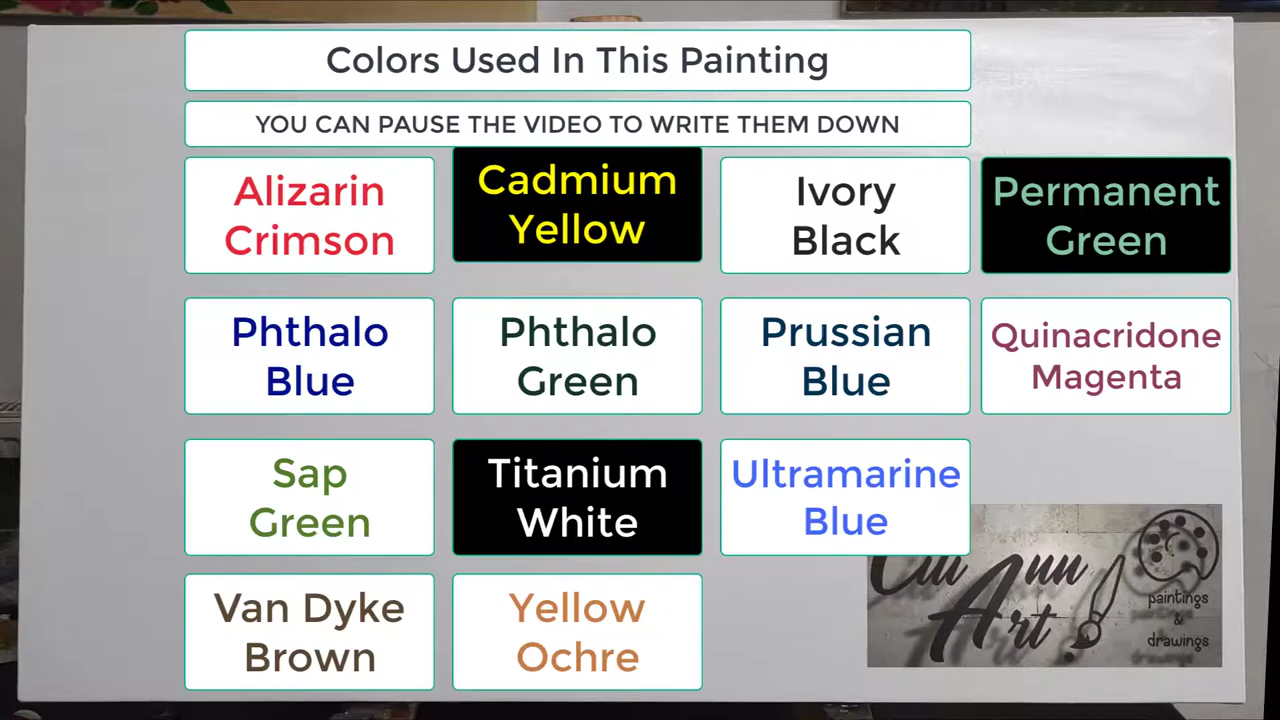 Colors Used In This Painting
YOU CAN PAUSE THE VIDEO TO WRITE THEM DOWN
Alizarin
Crimson
Cadmium
Yellow
Ivory
Black
Permanent
Green
Phthalo
Blue
Phthalo
Green
Prussian
Blue
Quinacridone
Magenta
Sap
Green
Titanium
White
Ultramarine
Blue
Van Dyke
Brown
Yellow
Ochre
Art
paintings
&
drawings